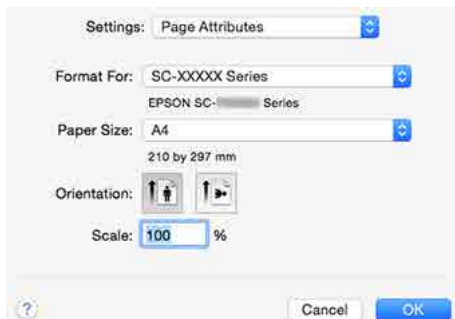 Settings: Page Attributes
Format For: SC-XXXXX Series
EPSON SC- Series
Paper Size: A4
210 by 297 mm
Orientation:
Scale: 100 %
? Cancel OK